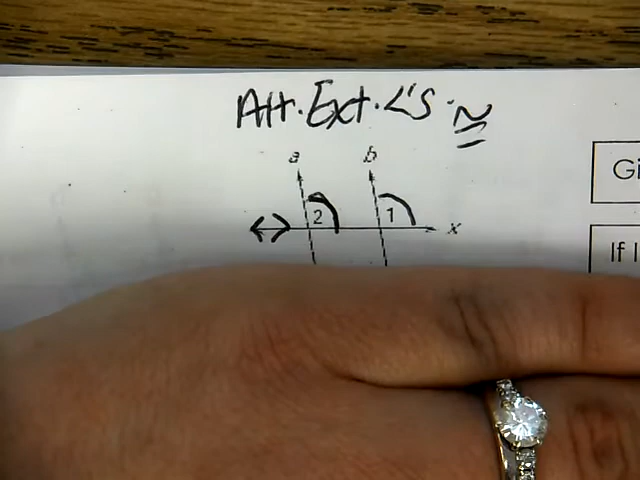 Alt. Ext. ∠'s ≅
a b
2 1 x
Gi
If l